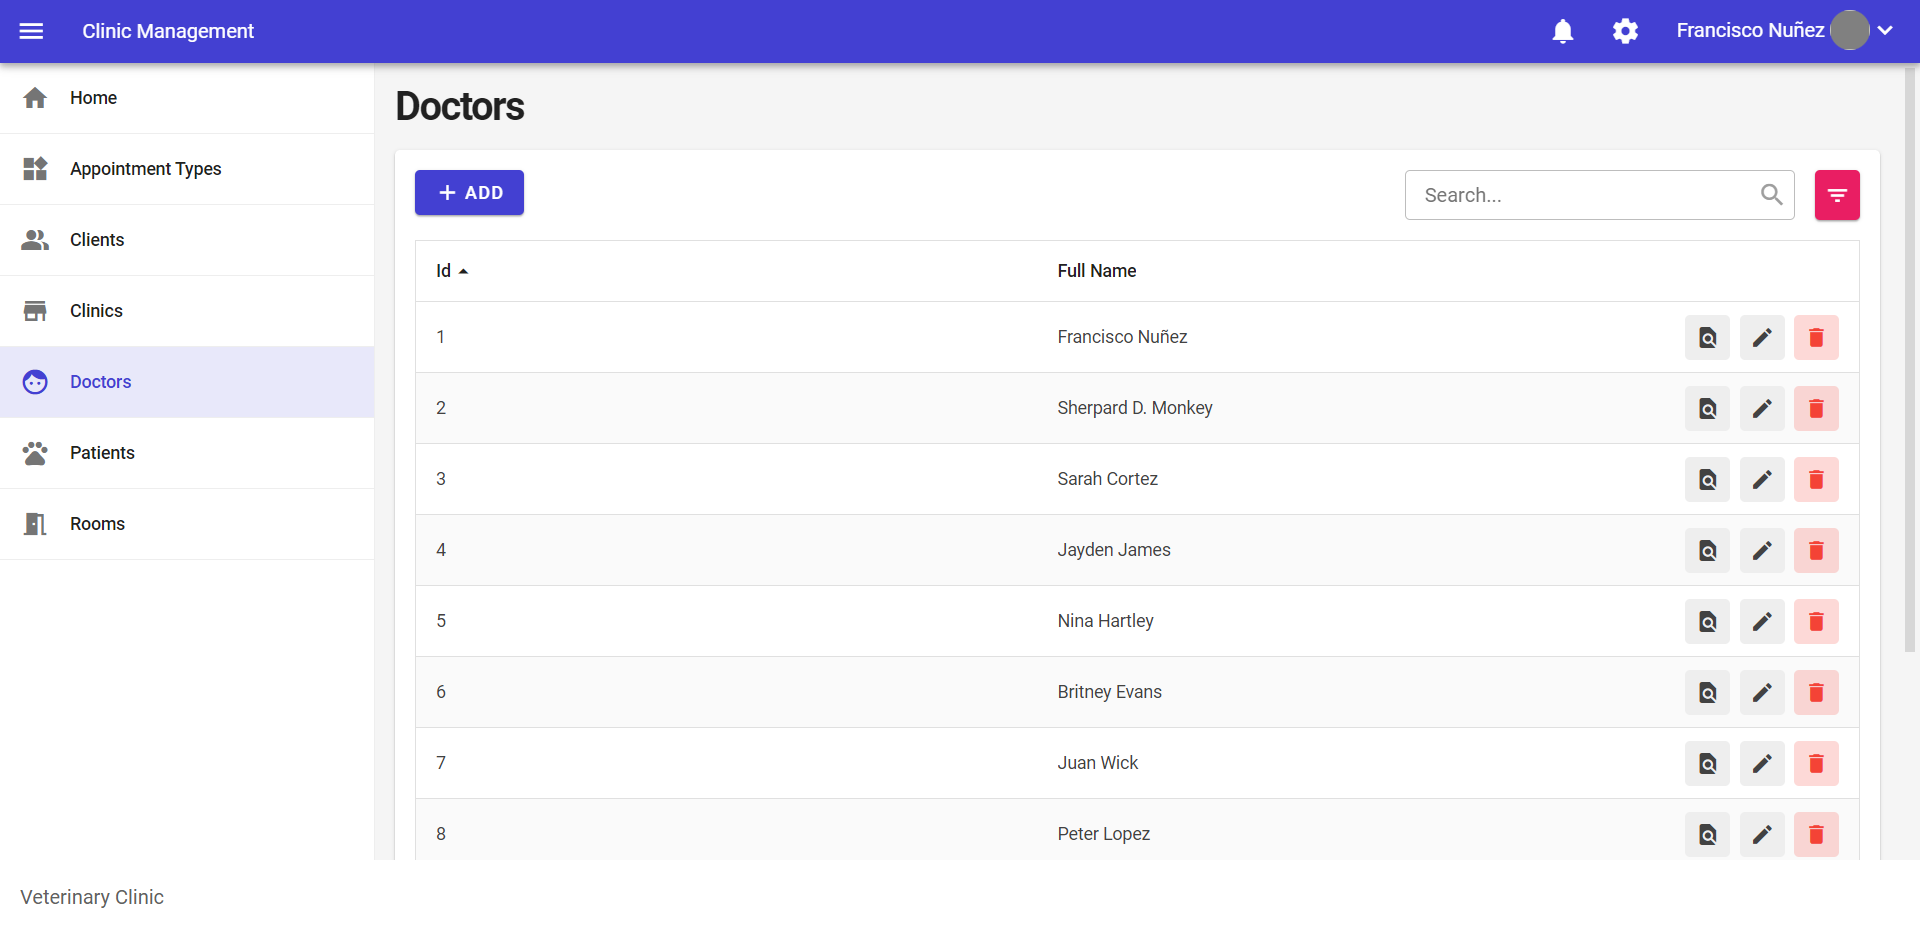 Clinic Management
Francisco Nuñez
Home
Appointment Types
Clients
Clinics
Doctors
Patients
Rooms
Doctors
ADD
Search...
Id Full Name
1 Francisco Nuñez
2 Sherpard D. Monkey
3 Sarah Cortez
4 Jayden James
5 Nina Hartley
6 Britney Evans
7 Juan Wick
8 Peter Lopez
Veterinary Clinic